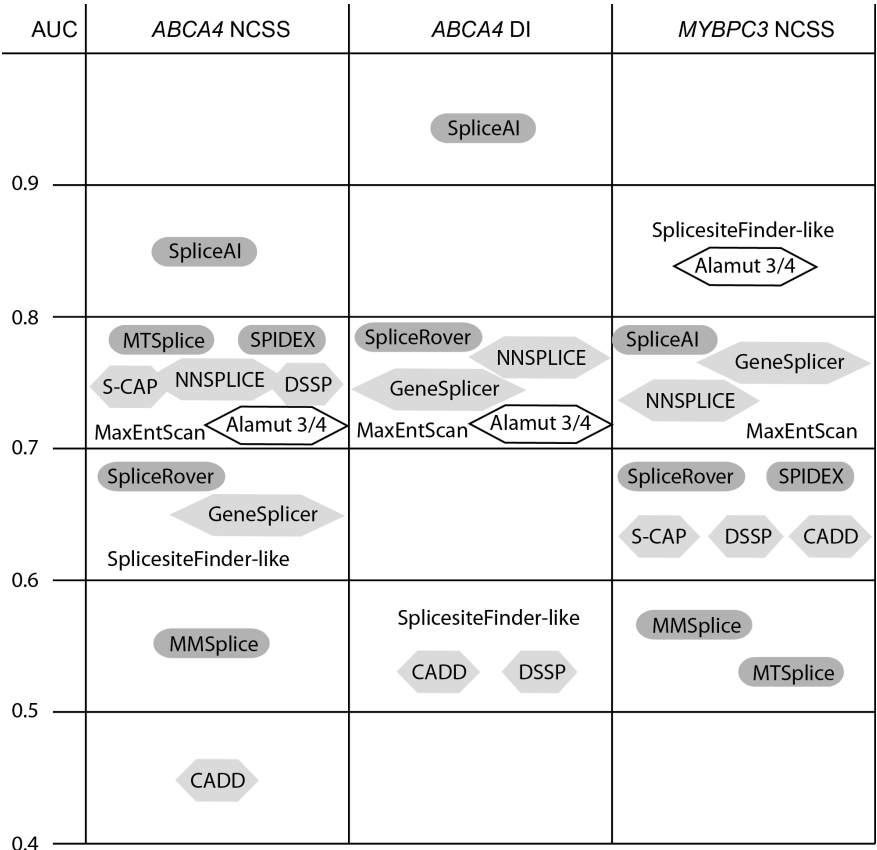 AUC ABCA4 NCSS ABCA4 DI MYBPC3 NCSS
SpliceAI
0.9
SpliceAI
SplicesiteFinder-like
Alamut 3/4
0.8
MTSplice SPIDEX
S-CAP NNSPLICE DSSP
MaxEntScan Alamut 3/4
SpliceRover
NNSPLICE
GeneSplicer
MaxEntScan Alamut 3/4
SpliceAI
GeneSplicer
NNSPLICE
MaxEntScan
0.7
SpliceRover
GeneSplicer
SplicesiteFinder-like
SpliceRover SPIDEX
S-CAP DSSP CADD
0.6
MMSplice
SplicesiteFinder-like
CADD DSSP
MMSplice
MTSplice
0.5
CADD
0.4